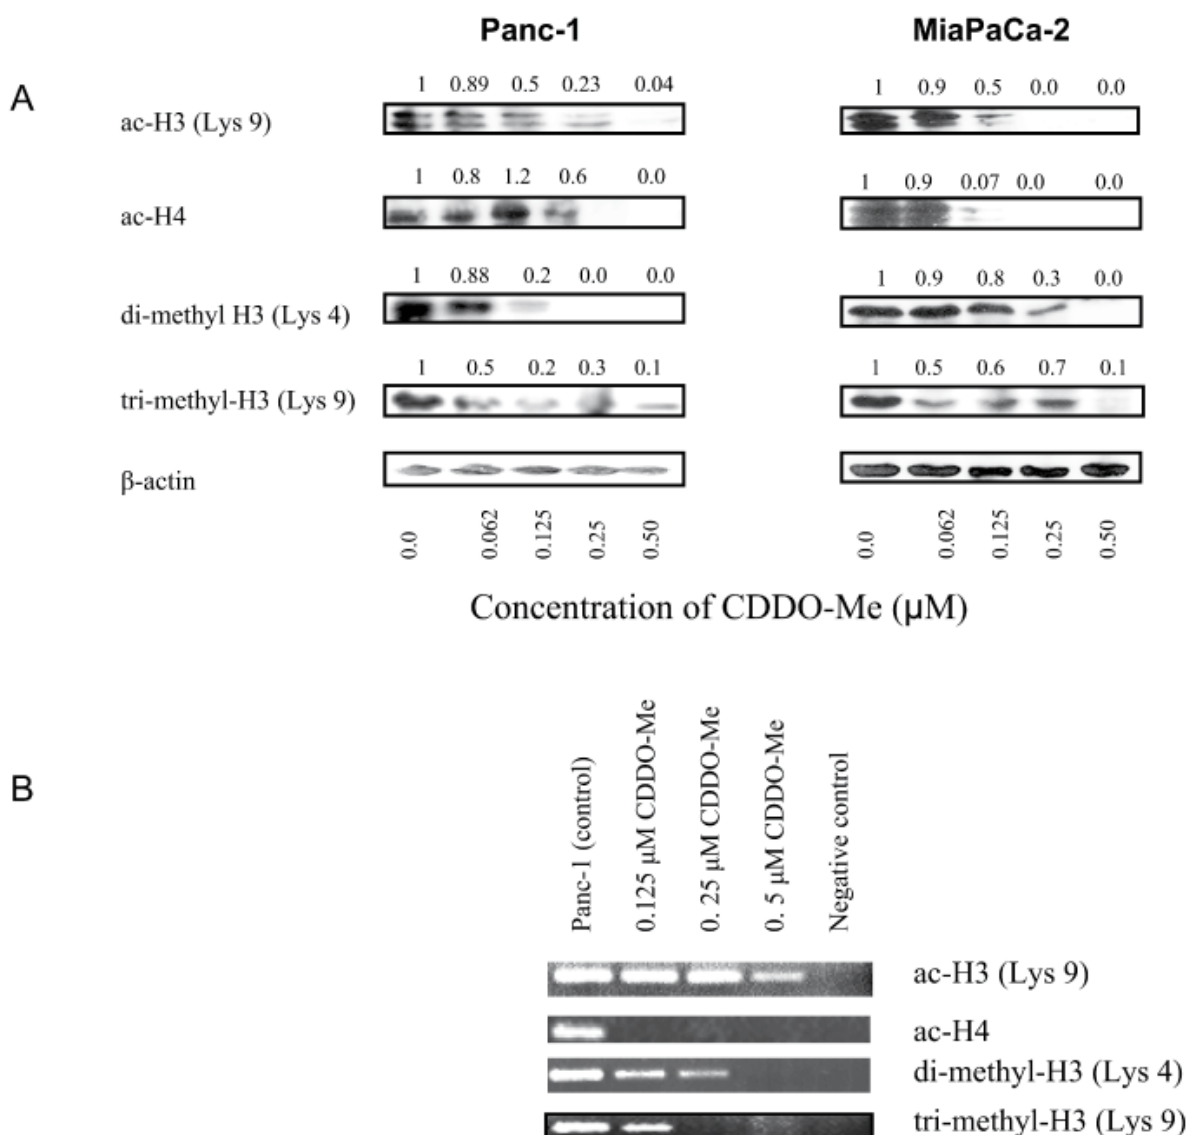 Panc-1 MiaPaCa-2
A
1 0.89 0.5 0.23 0.04 1 0.9 0.5 0.0 0.0
ac-H3 (Lys 9)
1 0.8 1.2 0.6 0.0 1 0.9 0.07 0.0 0.0
ac-H4
1 0.88 0.2 0.0 0.0 1 0.9 0.8 0.3 0.0
di-methyl H3 (Lys 4)
1 0.5 0.2 0.3 0.1 1 0.5 0.6 0.7 0.1
tri-methyl-H3 (Lys 9)
β-actin
0.0 0.062 0.125 0.25 0.50 0.0 0.062 0.125 0.25 0.50
Concentration of CDDO-Me (μM)
B
Panc-1 (control)
0.125 μM CDDO-Me
0. 25 μM CDDO-Me
0. 5 μM CDDO-Me
Negative control
ac-H3 (Lys 9)
ac-H4
di-methyl-H3 (Lys 4)
tri-methyl-H3 (Lys 9)